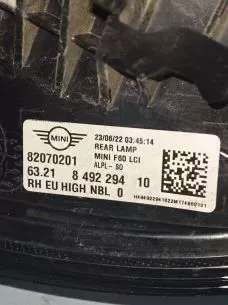 MINI
23/06/22 03:45:14
REAR LAMP
MINI F60 LCI
ALPL- 80
82070201
63.21 8 492 294 10
RH EU HIGH NBL 0